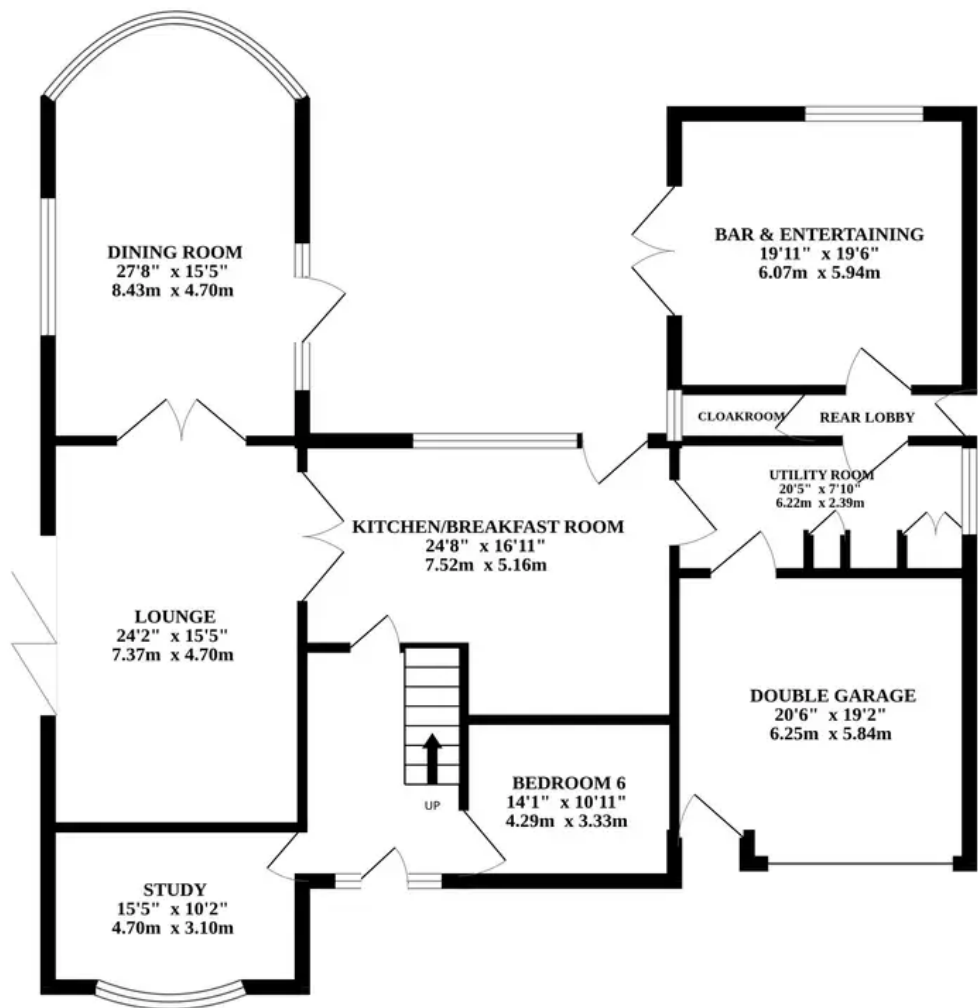 DINING ROOM
27'8" x 15'5"
8.43m x 4.70m
BAR & ENTERTAINING
19'11" x 19'6"
6.07m x 5.94m
CLOAKROOM
REAR LOBBY
UTILITY ROOM
20'5" x 7'10"
6.22m x 2.39m
KITCHEN/BREAKFAST ROOM
24'8" x 16'11"
7.52m x 5.16m
LOUNGE
24'2" x 15'5"
7.37m x 4.70m
DOUBLE GARAGE
20'6" x 19'2"
6.25m x 5.84m
BEDROOM 6
14'1" x 10'11"
4.29m x 3.33m
UP
STUDY
15'5" x 10'2"
4.70m x 3.10m